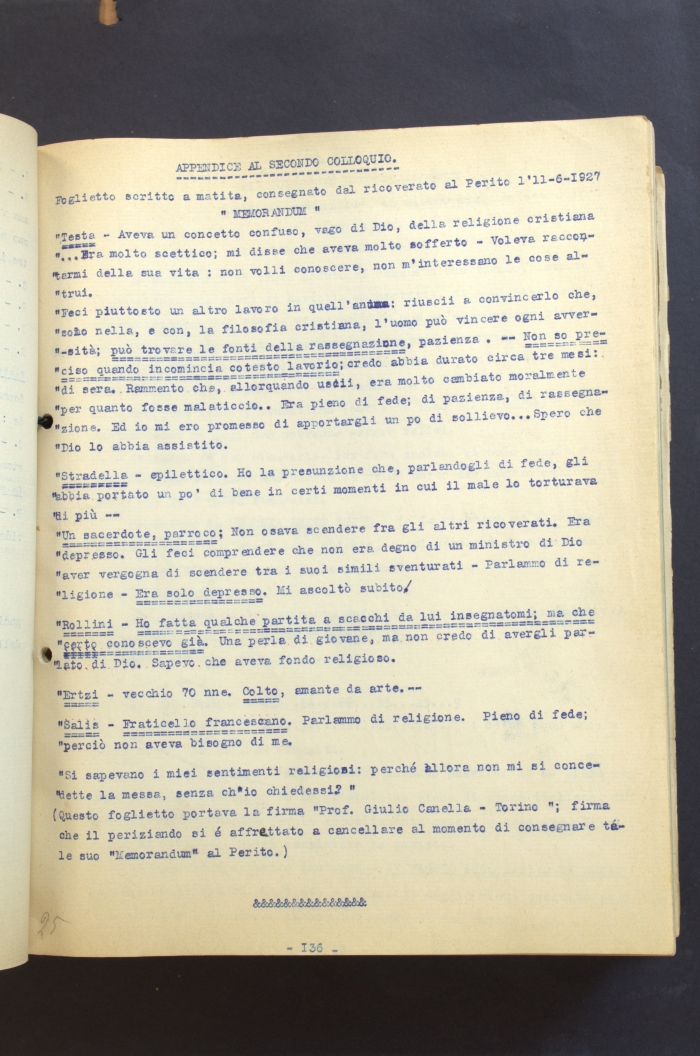 APPENDICE AL SECONDO COLLOQUIO.
Foglietto scritto a matita, consegnato dal ricoverato al Perito l'11-6-1927
" MEMORANDUM "
"Testa - Aveva un concetto confuso, vago di Dio, della religione cristiana
"...Era molto scettico; mi disse che aveva molto sofferto - Voleva raccon-
"tarmi della sua vita : non volli conoscere, non m'interessano le cose al-
"trui.
"Feci piuttosto un altro lavoro in quell'anima: riuscii a convincerlo che,
"solo nella, e con, la filosofia cristiana, l'uomo può vincere ogni avver-
"-sità; può trovare le fonti della rassegnazione, pazienza . -- Non so pre-
"ciso quando incomincia cotesto lavorio; credo abbia durato circa tre mesi:
"di sera. Rammento che, allorquando uscii, era molto cambiato moralmente
"per quanto fosse malaticcio.. Era pieno di fede; di pazienza, di rassegna-
"zione. Ed io mi ero promesso di apportargli un po di sollievo...Spero che
"Dio lo abbia assistito.
"Stradella - epilettico. Ho la presunzione che, parlandogli di fede, gli
"abbia portato un po' di bene in certi momenti in cui il male lo torturava
"di più --
"Un sacerdote, parroco; Non osava scendere fra gli altri ricoverati. Era
"depresso. Gli feci comprendere che non era degno di un ministro di Dio
"aver vergogna di scendere tra i suoi simili sventurati - Parlammo di re-
"ligione - Era solo depresso. Mi ascoltò subito/
"Rollini - Ho fatta qualche partita a scacchi da lui insegnatomi; ma che
"certo conoscevo già. Una perla di giovane, ma non credo di avergli par-
"lato di Dio. Sapevo che aveva fondo religioso.
"Ertzi - vecchio 70 nne. Colto, amante da arte.--
"Salis - Fraticello francescano. Parlammo di religione. Pieno di fede;
"perciò non aveva bisogno di me.
"Si sapevano i miei sentimenti religiosi: perché allora non mi si conce-
"dette la messa, senza ch"io chiedessi? "
(Questo foglietto portava la firma "Prof. Giulio Canella - Torino "; firma
che il periziando si é affrettato a cancellare al momento di consegnare ta-
le suo "Memorandum" al Perito.)
&&&&&&&&&&&&&&&
25
- 136 -